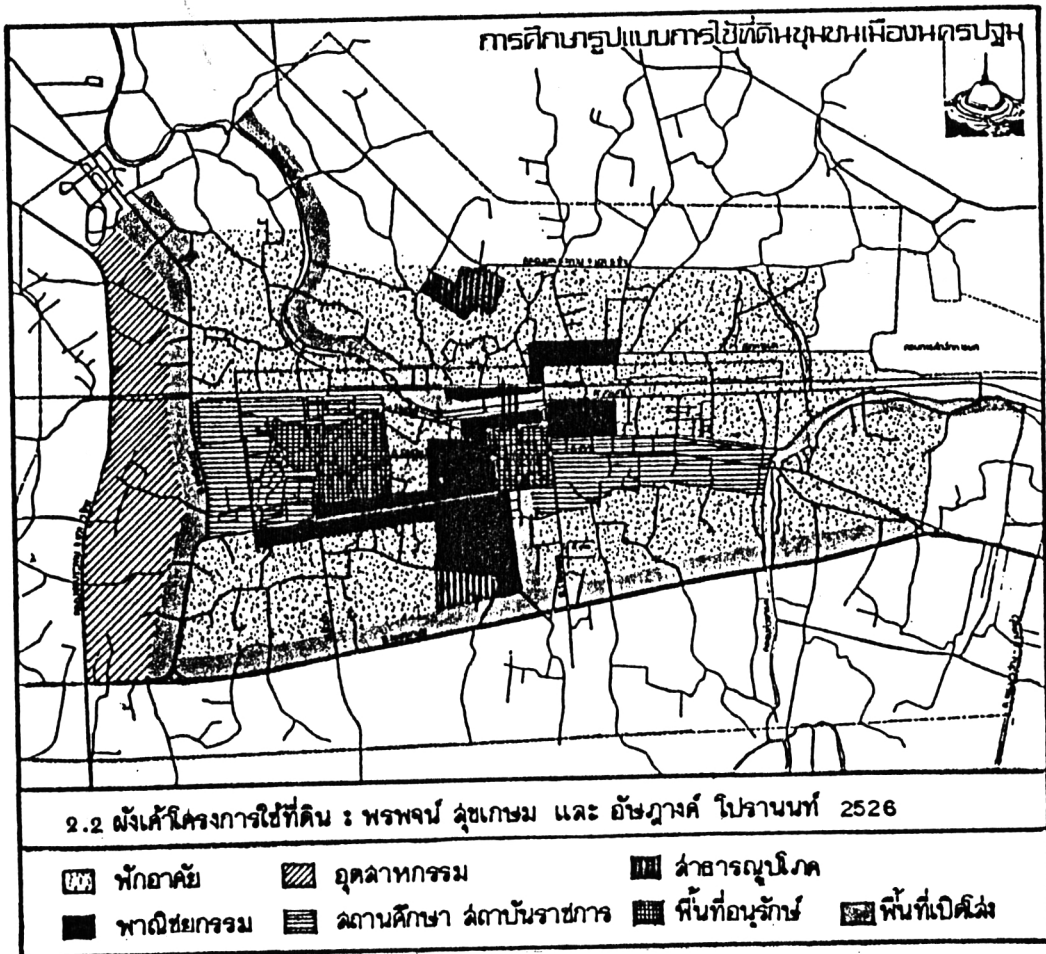 การศึกษารูปแบบการใช้ที่ดินชุมชนเมืองนครปฐม
2.2 ผังเค้าโครงการใช้ที่ดิน : พรพจน์ สุขเกษม และ อัษฎางค์ โปรานนท์ 2526
พักอาศัย
อุตสาหกรรม
สาธารณูปโภค
พาณิชยกรรม
สถานศึกษา สถาบันราชการ
พื้นที่อนุรักษ์
พื้นที่เปิดโล่ง